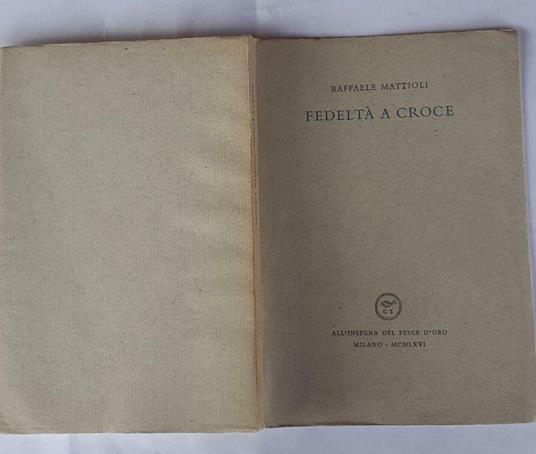 RAFFAELE MATTIOLI
FEDELTÀ A CROCE
ALL'INSEGNA DEL PESCE D'ORO
MILANO - MCMLXVI